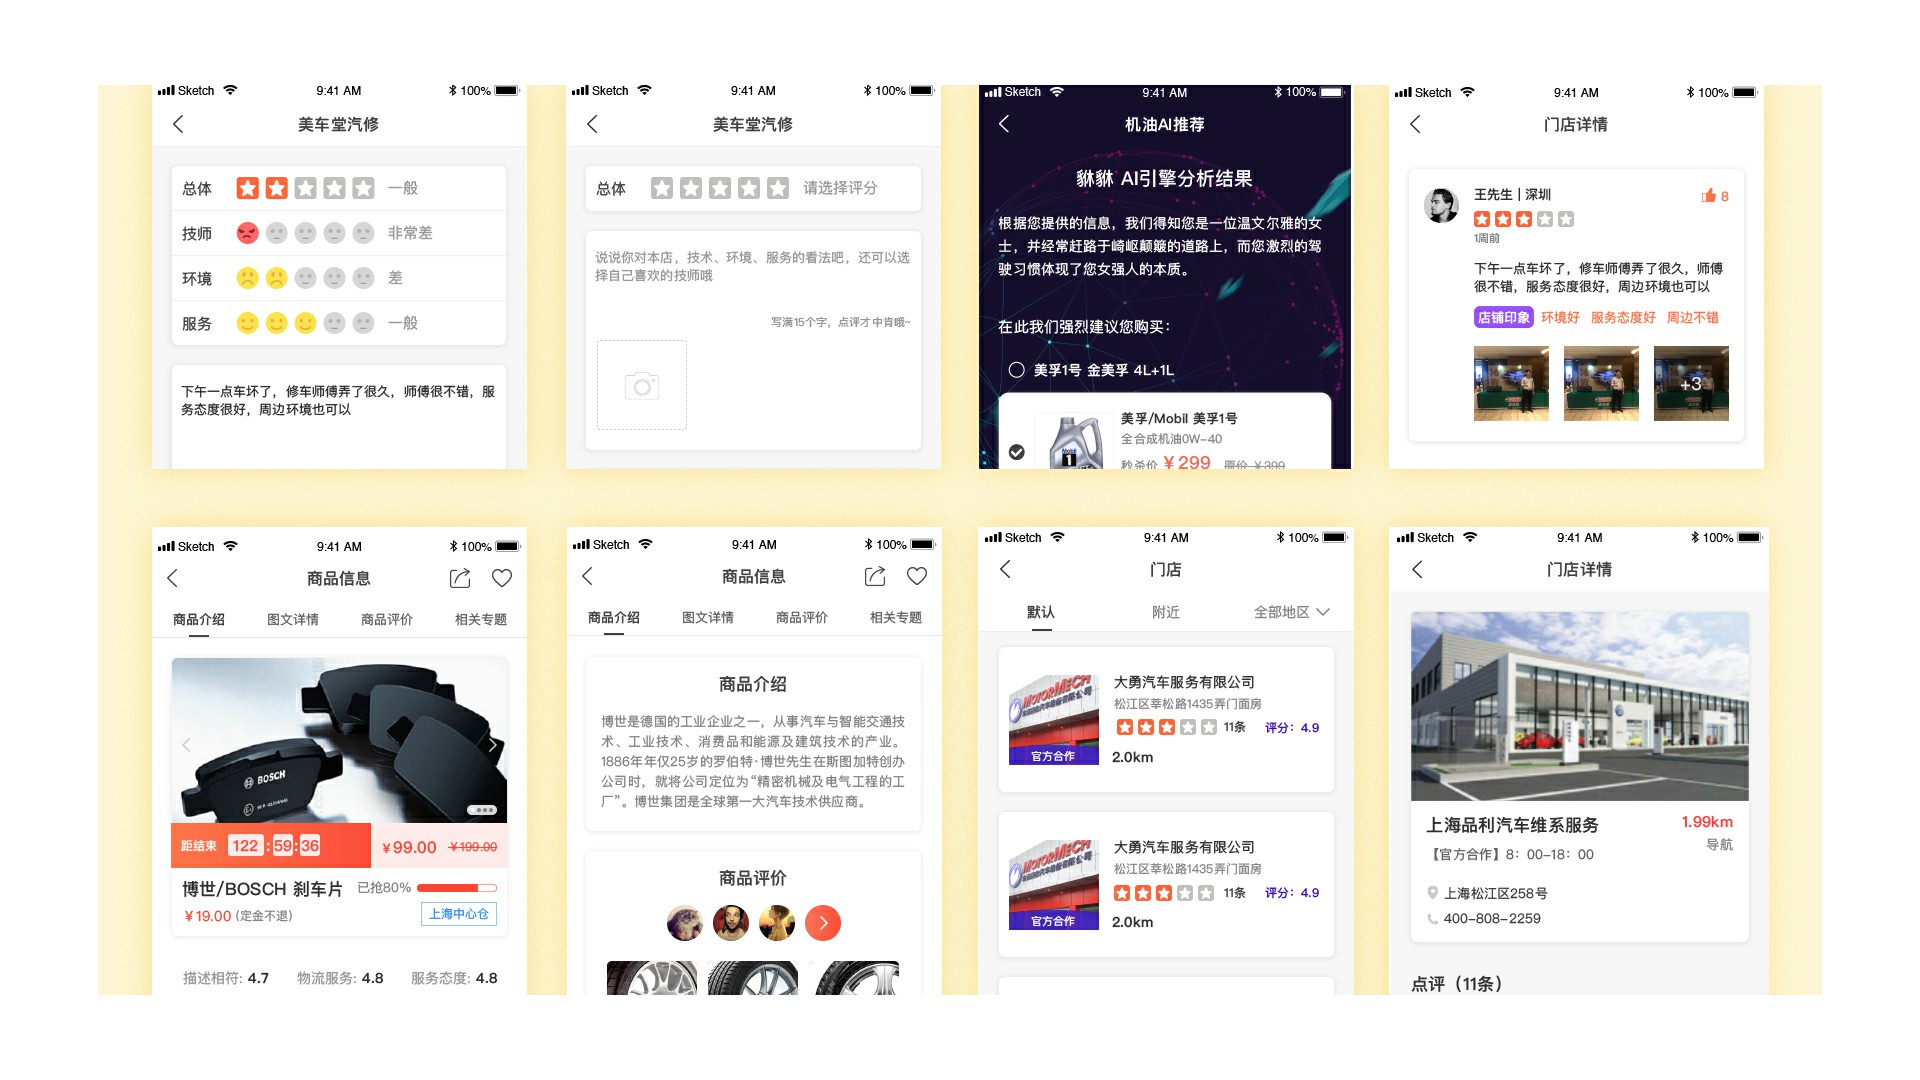 Sketch 9:41 AM 100%
美车堂汽修
总体 一般
技师 非常差
环境 差
服务 一般
下午一点车坏了，修车师傅弄了很久，师傅很不错，服
务态度很好，周边环境也可以
Sketch 9:41 AM 100%
美车堂汽修
总体 请选择评分
说说你对本店，技术、环境、服务的看法吧，还可以选
择自己喜欢的技师哦
写满15个字，点评才中肯哦~
Sketch 9:41 AM 100%
机油AI推荐
貅貅 AI引擎分析结果
根据您提供的信息，我们得知您是一位温文尔雅的女
士，并经常赶路于崎岖颠簸的道路上，而您激烈的驾
驶习惯体现了您女强人的本质。
在此我们强烈建议您购买：
美孚1号 金美孚 4L+1L
美孚/Mobil 美孚1号
全合成机油0W-40
秒杀价 ￥299 原价 ￥399
Mobil
1
Sketch 9:41 AM 100%
门店详情
王先生 | 深圳
8
1周前
下午一点车坏了，修车师傅弄了很久，师傅
很不错，服务态度很好，周边环境也可以
店铺印象 环境好 服务态度好 周边不错
+3
Sketch 9:41 AM 100%
商品信息
商品介绍 图文详情 商品评价 相关专题
BOSCH
距结束 122 : 59 : 36 ￥99.00 ￥199.00
博世/BOSCH 刹车片 已抢80%
￥19.00 (定金不退) 上海中心仓
描述相符: 4.7 物流服务: 4.8 服务态度: 4.8
Sketch 9:41 AM 100%
商品信息
商品介绍 图文详情 商品评价 相关专题
商品介绍
博世是德国的工业企业之一，从事汽车与智能交通技
术、工业技术、消费品和能源及建筑技术的产业。
1886年年仅25岁的罗伯特·博世先生在斯图加特创办
公司时，就将公司定位为“精密机械及电气工程的工
厂”。博世集团是全球第一大汽车技术供应商。
商品评价
Sketch 9:41 AM 100%
门店
默认 附近 全部地区
MOTORMECH
官方合作
大勇汽车服务有限公司
松江区莘松路1435弄门面房
11条 评分：4.9
2.0km
MOTORMECH
官方合作
大勇汽车服务有限公司
松江区莘松路1435弄门面房
11条 评分：4.9
2.0km
Sketch 9:41 AM 100%
门店详情
上海品利汽车维系服务 1.99km
【官方合作】8：00-18：00 导航
上海松江区258号
400-808-2259
点评（11条）